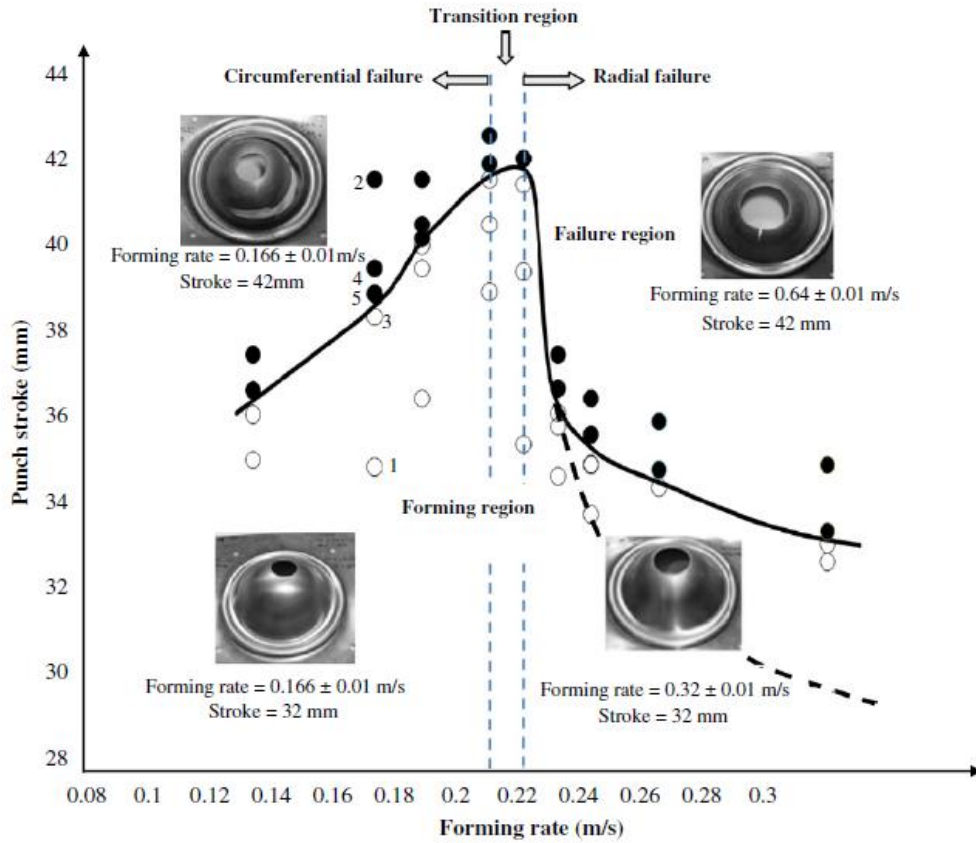 Transition region
Circumferential failure
Radial failure
44
42
40
38
36
34
32
30
28
Punch stroke (mm)
2
4
5
3
1
Forming rate = 0.166 ± 0.01m/s
Stroke = 42mm
Failure region
Forming rate = 0.64 ± 0.01 m/s
Stroke = 42 mm
Forming region
Forming rate = 0.166 ± 0.01 m/s
Stroke = 32 mm
Forming rate = 0.32 ± 0.01 m/s
Stroke = 32 mm
0.08 0.1 0.12 0.14 0.16 0.18 0.2 0.22 0.24 0.26 0.28 0.3
Forming rate (m/s)